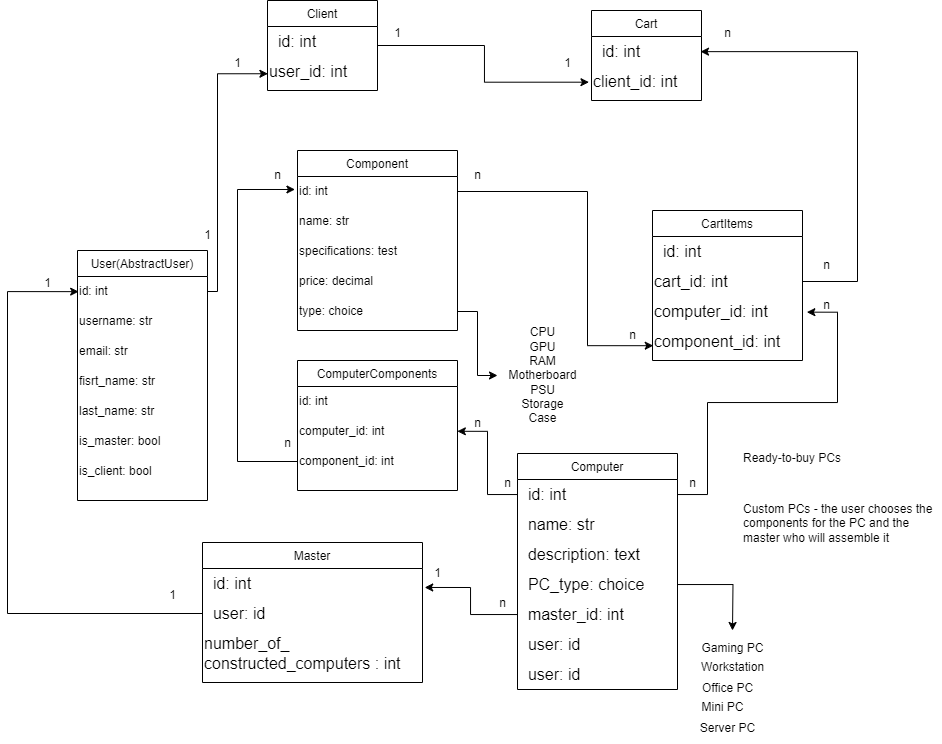 Client
id: int
user_id: int
1
1
Cart
id: int
client_id: int
n
1
1
Component
id: int
name: str
specifications: test
price: decimal
type: choice
n
n
CartItems
id: int
cart_id: int
computer_id: int
component_id: int
n
n
n
User(AbstractUser)
id: int
username: str
email: str
fisrt_name: str
last_name: str
is_master: bool
is_client: bool
1
CPU
GPU
RAM
Motherboard
PSU
Storage
Case
ComputerComponents
id: int
computer_id: int
component_id: int
n
n
n
n
Computer
id: int
name: str
description: text
PC_type: choice
master_id: int
user: id
user: id
Ready-to-buy PCs
Custom PCs - the user chooses the
components for the PC and the
master who will assemble it
Master
id: int
user: id
number_of_
constructed_computers : int
1
1
n
Gaming PC
Workstation
Office PC
Mini PC
Server PC